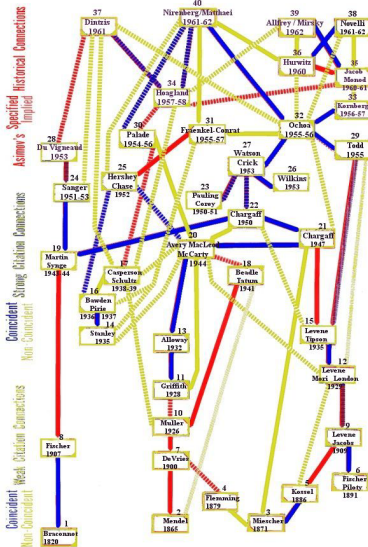 40
Nirenberg/Matthaei
1961-62
37
Dintzis
1961
39
Allfrey / Mirsky
1962
38
Novelli
1961-62
36
Hurwitz
1960
35
Jacob
Monod
1960-61
34
Hoagland
1957-58
33
Kornberg
1956-57
32
Ochoa
1955-56
31
Fraenkel-Conrat
1955-57
30
Palade
1954-56
29
Todd
1955
28
Du Vigneaud
1953
27
Watson
Crick
1953
26
Wilkins
1953
25
Hershey
Chase
1952
24
Sanger
1951-53
23
Pauling
Corey
1950-51
22
Chargaff
1950
21
Chargaff
1947
20
Avery MacLeod
McCarty
1944
19
Martin
Synge
1943-44
18
Beadle
Tatum
1941
17
Casperson
Schultz
1938-39
16
Bawden
Pirie
1936 1937
15
Levene
Tipson
1935
14
Stanley
1935
13
Alloway
1932
12
Levene
Mori London
1929
11
Griffith
1928
10
Muller
1926
9
Levene
Jacobs
1909
8
Fischer
1907
7
DeVries
1900
6
Fischer
Piloty
1891
5
Kossel
1886
4
Flemming
1879
3
Miescher
1871
2
Mendel
1865
1
Braconnot
1820
Asimov's Specified Historical Connections
Implied
Coincident Strong Citation Connections
Non-Coincident
Coincident Weak Citation Connections
Non-Coincident